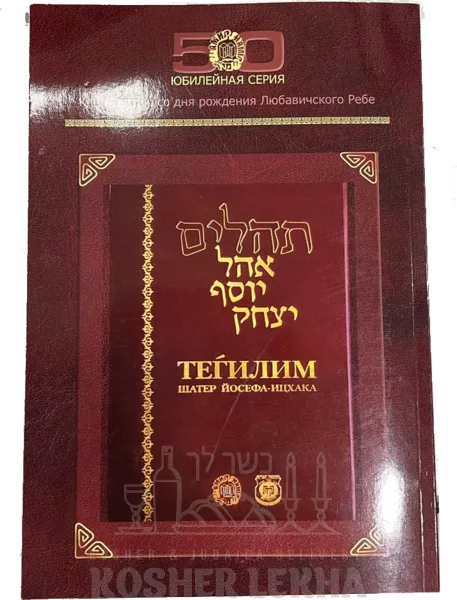 50
ЮБИЛЕЙНАЯ СЕРИЯ
со дня рождения Любавичского Ребе
תהלים
אהל
יוסף
יצחק
ТЕЃИЛИМ
ШАТЕР ЙОСЕФА-ИЦХАКА
כשר לך
KOSHER LEKHA